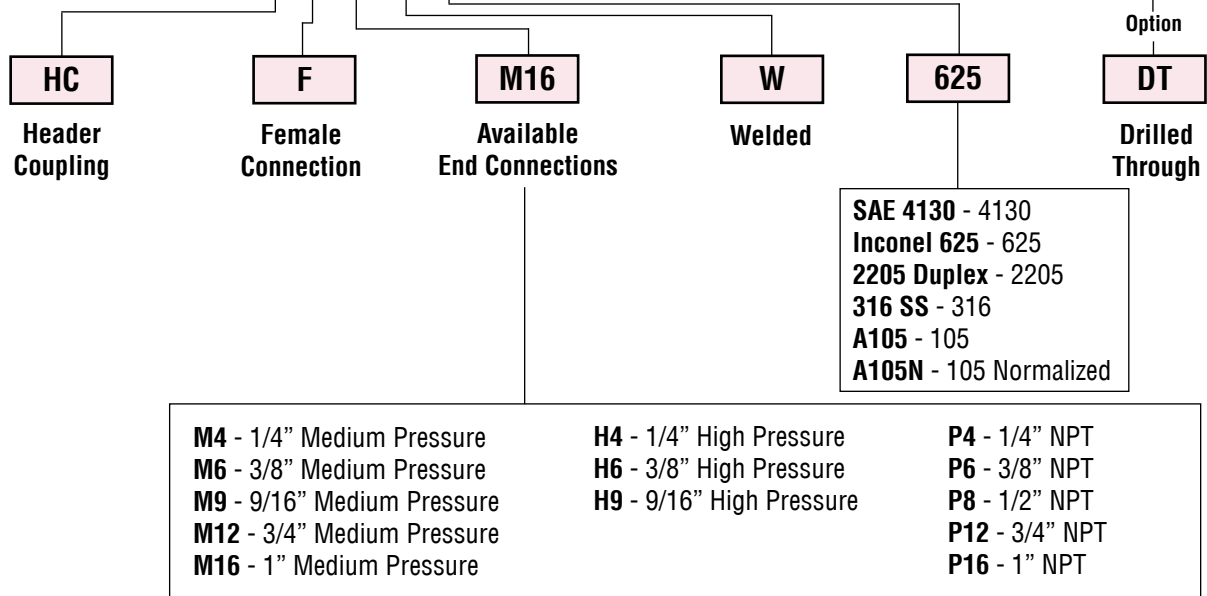 Option
HC F M16 W 625 DT
Header Coupling
Female Connection
Available End Connections
Welded
Drilled Through
SAE 4130 - 4130
Inconel 625 - 625
2205 Duplex - 2205
316 SS - 316
A105 - 105
A105N - 105 Normalized
M4 - 1/4” Medium Pressure
M6 - 3/8” Medium Pressure
M9 - 9/16” Medium Pressure
M12 - 3/4” Medium Pressure
M16 - 1” Medium Pressure
H4 - 1/4” High Pressure
H6 - 3/8” High Pressure
H9 - 9/16” High Pressure
P4 - 1/4” NPT
P6 - 3/8” NPT
P8 - 1/2” NPT
P12 - 3/4” NPT
P16 - 1” NPT